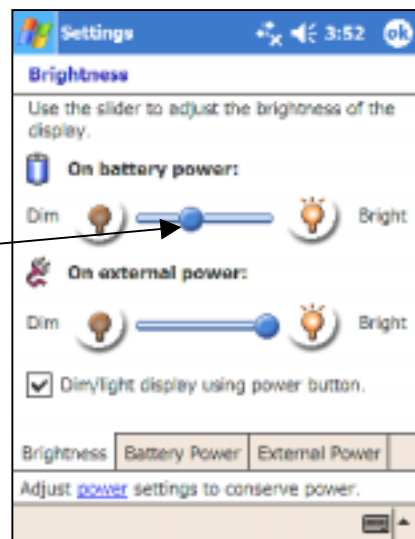 Settings 3:52 ok
Brightness
Use the slider to adjust the brightness of the
display.
On battery power:
Dim Bright
On external power:
Dim Bright
Dim/light display using power button.
Brightness Battery Power External Power
Adjust power settings to conserve power.